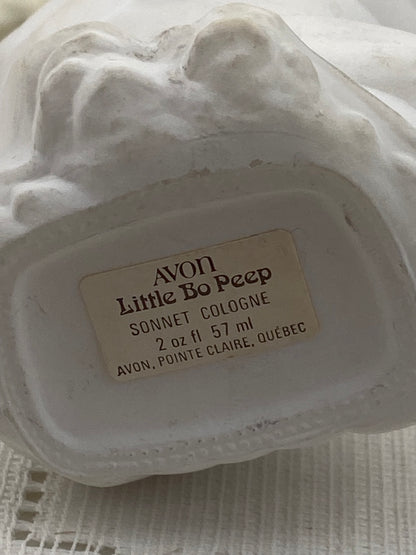 AVON
Little Bo Peep
SONNET COLOGNE
2 oz fl 57 ml
AVON, POINTE CLAIRE, QUÉBEC